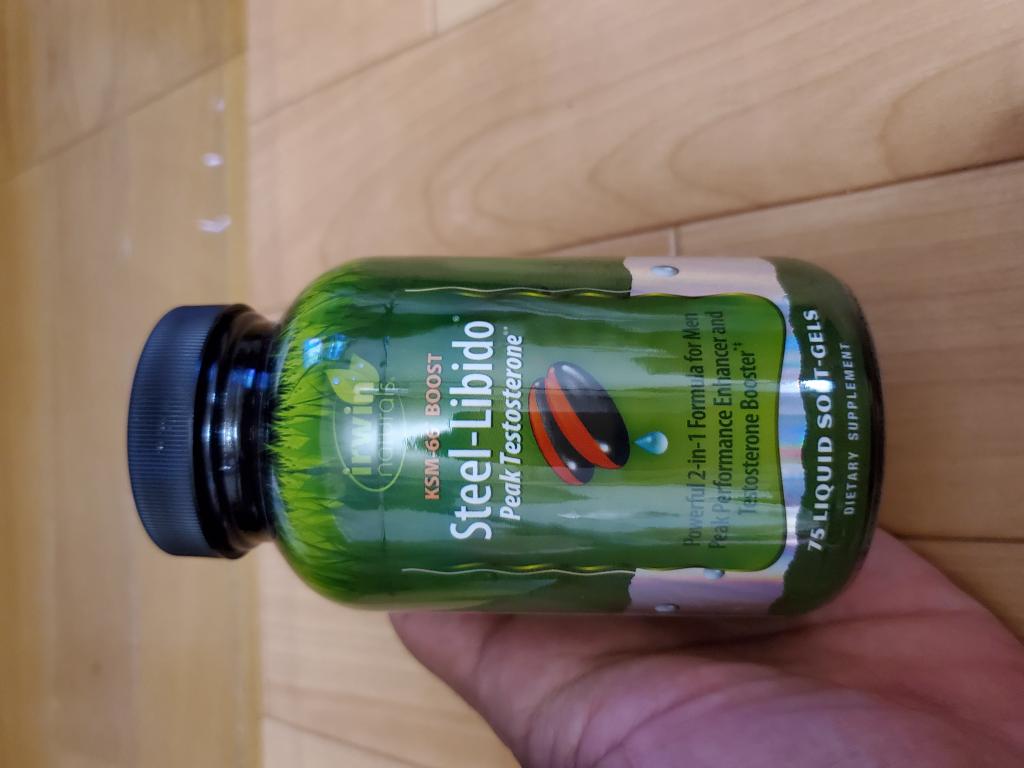 irwin
naturals
KSM-66 BOOST
Steel-Libido®
Peak Testosterone**
Powerful 2-in-1 Formula for Men
Peak Performance Enhancer and
Testosterone Booster*‡
75 LIQUID SOFT-GELS
DIETARY SUPPLEMENT